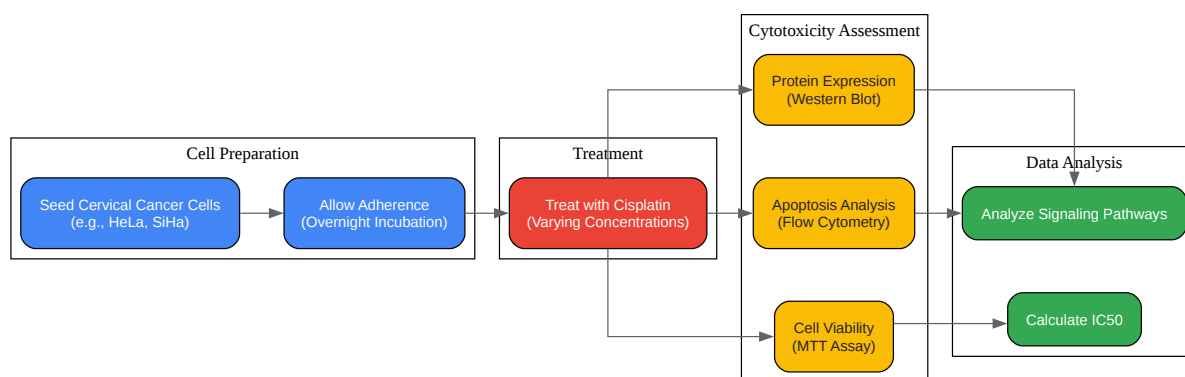 Cell Preparation
Seed Cervical Cancer Cells
(e.g., HeLa, SiHa)
Allow Adherence
(Overnight Incubation)
Treatment
Treat with Cisplatin
(Varying Concentrations)
Cytotoxicity Assessment
Protein Expression
(Western Blot)
Apoptosis Analysis
(Flow Cytometry)
Cell Viability
(MTT Assay)
Data Analysis
Analyze Signaling Pathways
Calculate IC50